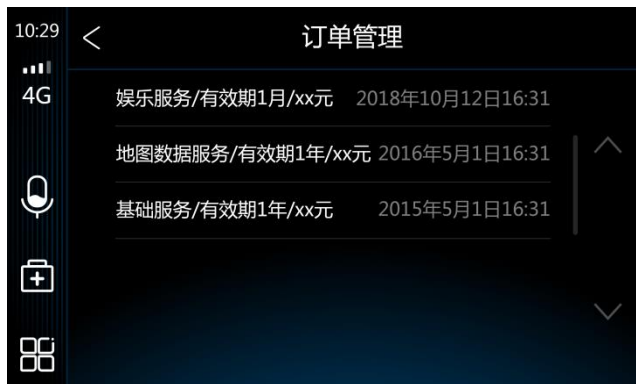 10:29
订单管理
4G
娱乐服务/有效期1月/xx元 2018年10月12日16:31
地图数据服务/有效期1年/xx元 2016年5月1日16:31
基础服务/有效期1年/xx元 2015年5月1日16:31